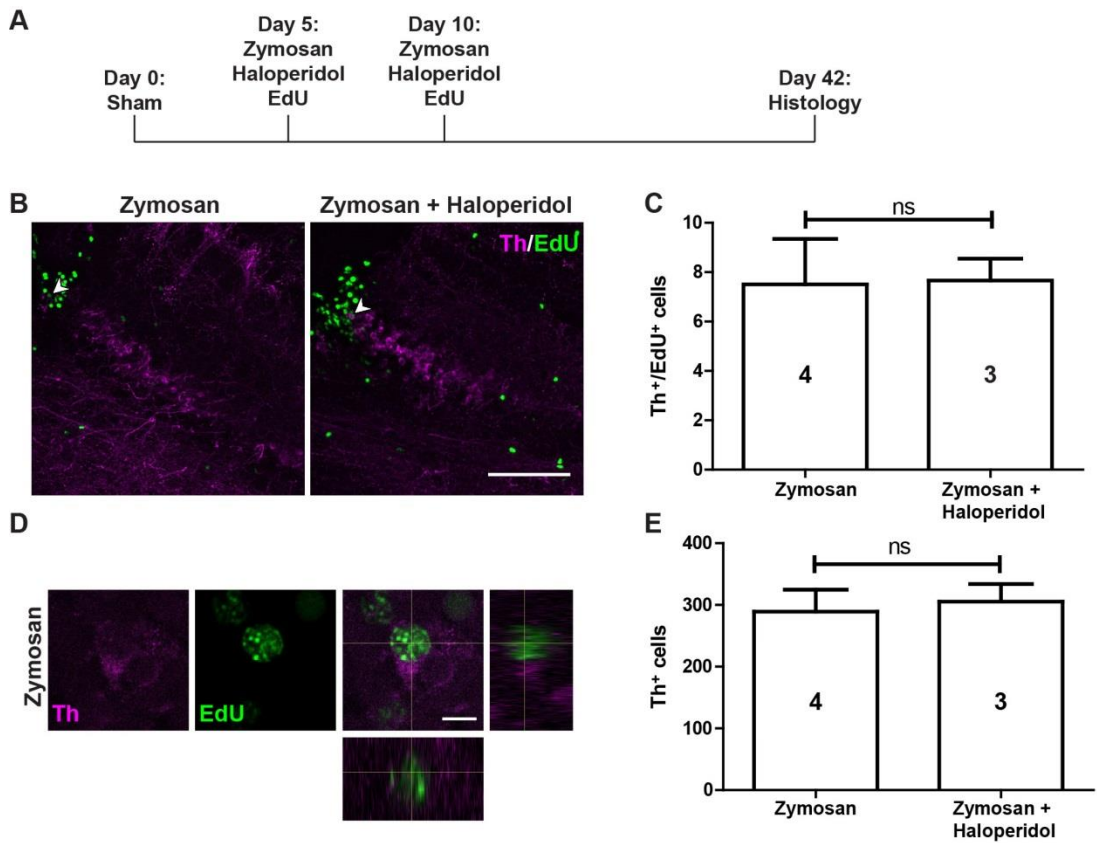 A
Day 0:
Sham
Day 5:
Zymosan
Haloperidol
EdU
Day 10:
Zymosan
Haloperidol
EdU
Day 42:
Histology
B
Zymosan
Zymosan + Haloperidol
Th/EdU
C
ns
Th⁺/EdU⁺ cells
10
8
6
4
2
0
4
3
Zymosan
Zymosan +
Haloperidol
D
Zymosan
Th
EdU
E
ns
Th⁺ cells
400
300
200
100
0
4
3
Zymosan
Zymosan +
Haloperidol